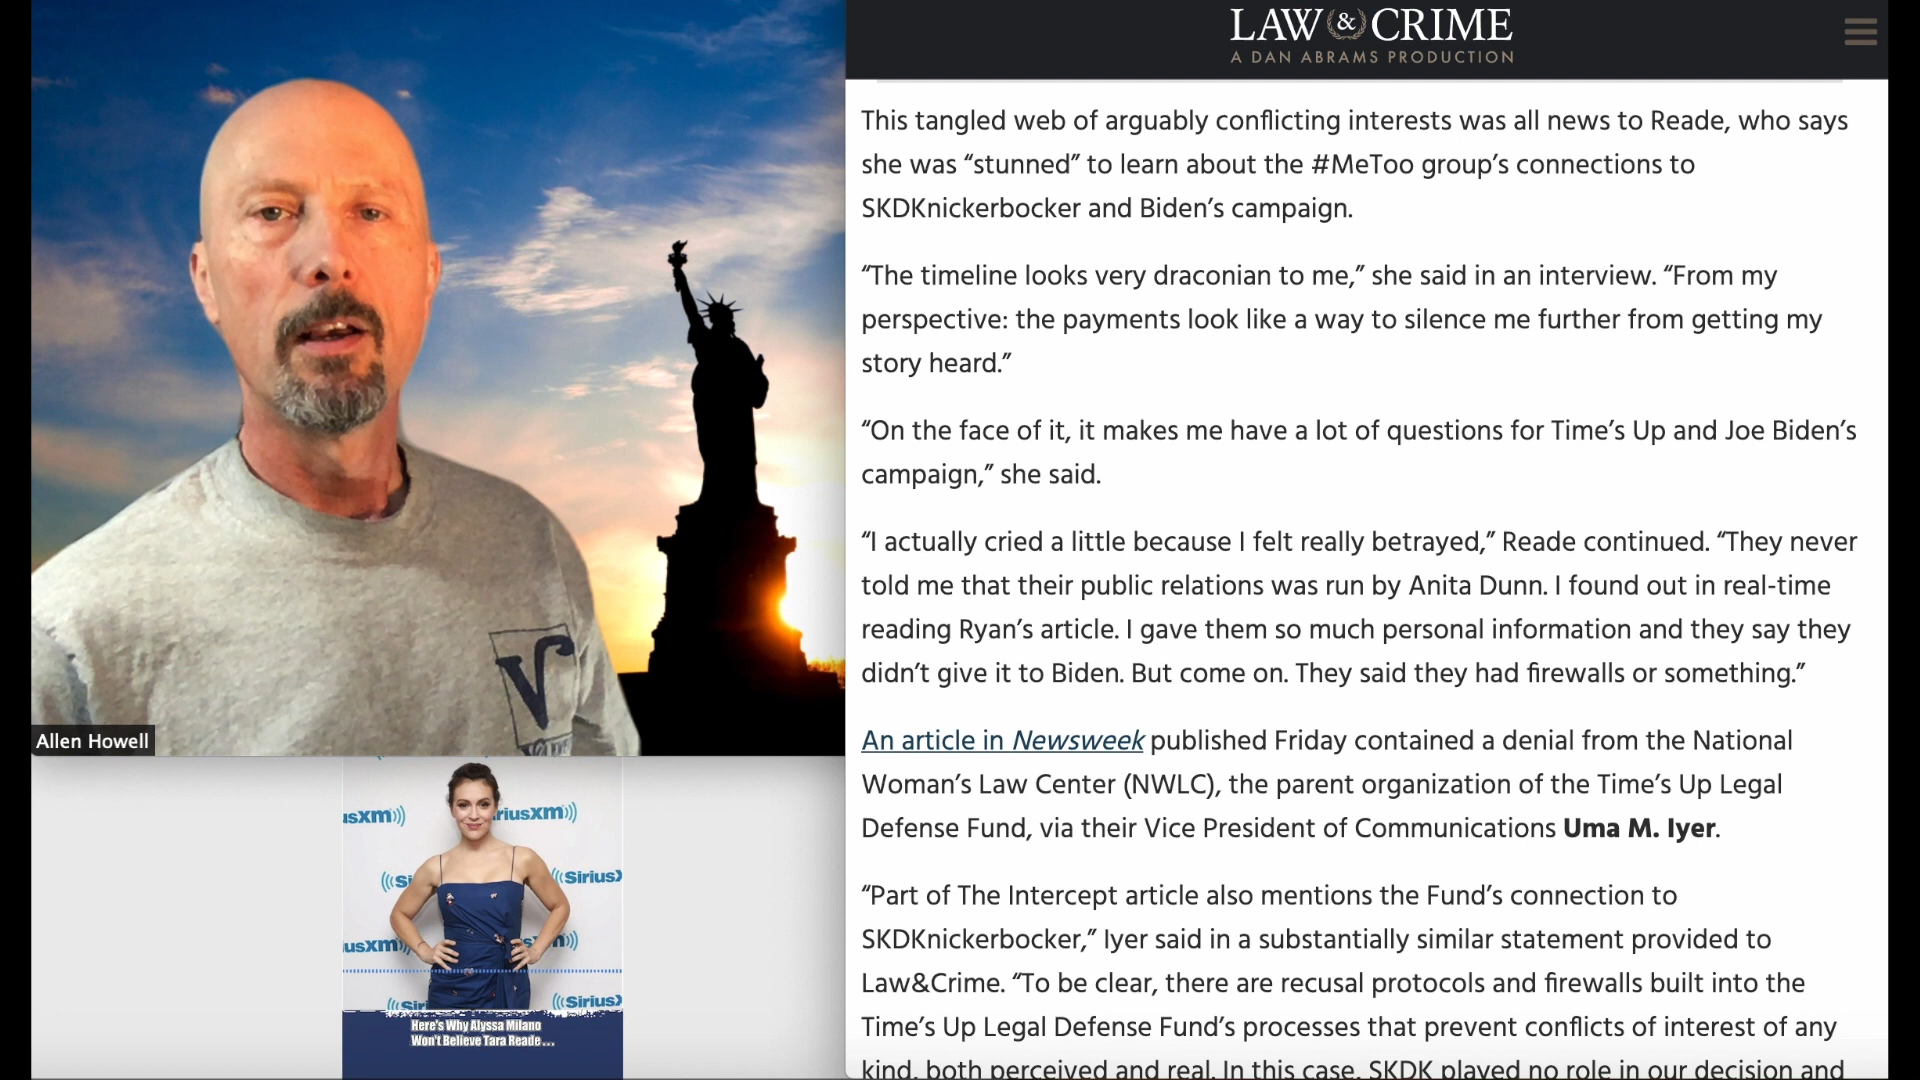 LAW & CRIME
A DAN ABRAMS PRODUCTION
This tangled web of arguably conflicting interests was all news to Reade, who says
she was “stunned” to learn about the #MeToo group’s connections to
SKDKnickerbocker and Biden’s campaign.
“The timeline looks very draconian to me,” she said in an interview. “From my
perspective: the payments look like a way to silence me further from getting my
story heard.”
“On the face of it, it makes me have a lot of questions for Time’s Up and Joe Biden’s
campaign,” she said.
“I actually cried a little because I felt really betrayed,” Reade continued. “They never
told me that their public relations was run by Anita Dunn. I found out in real-time
reading Ryan’s article. I gave them so much personal information and they say they
didn’t give it to Biden. But come on. They said they had firewalls or something.”
An article in Newsweek published Friday contained a denial from the National
Woman’s Law Center (NWLC), the parent organization of the Time’s Up Legal
Defense Fund, via their Vice President of Communications Uma M. Iyer.
“Part of The Intercept article also mentions the Fund’s connection to
SKDKnickerbocker,” Iyer said in a substantially similar statement provided to
Law&Crime. “To be clear, there are recusal protocols and firewalls built into the
Time’s Up Legal Defense Fund’s processes that prevent conflicts of interest of any
kind, both perceived and real. In this case, SKDK played no role in our decision and
V
Allen Howell
usxm
riusxm
Si
SiriusX
iusxm
Siri
SiriusX
Here's Why Alyssa Milano
Won't Believe Tara Reade ...